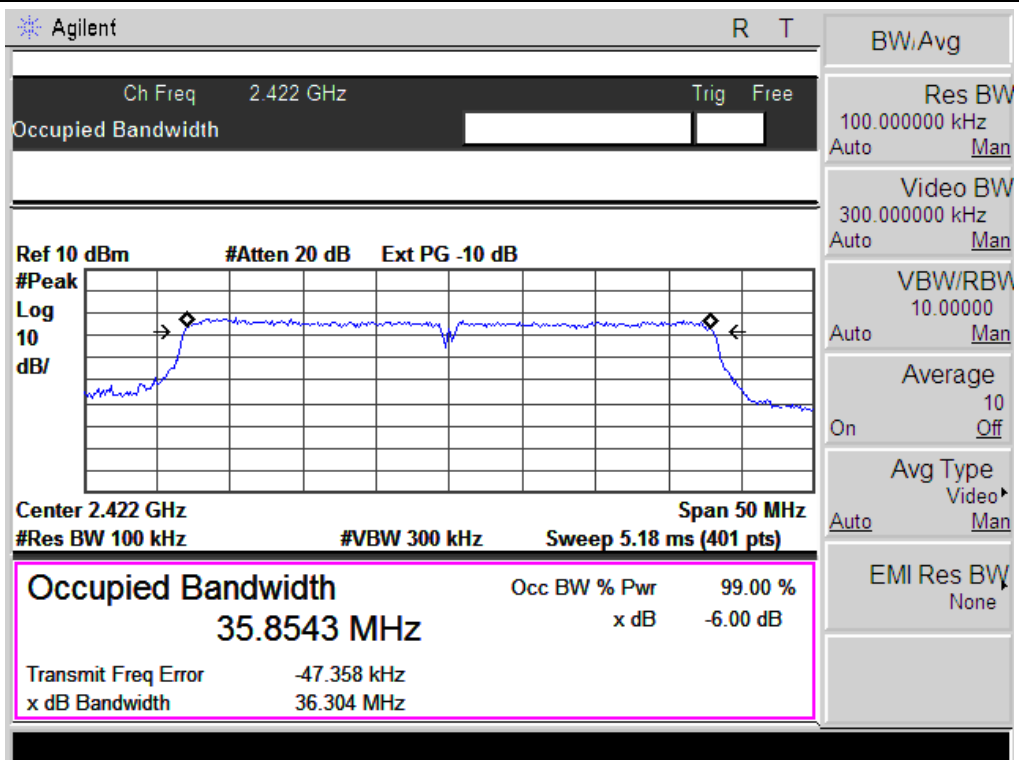 Agilent R T
Ch Freq 2.422 GHz Trig Free
Occupied Bandwidth
Ref 10 dBm #Atten 20 dB Ext PG -10 dB
#Peak
Log
10
dB/
Center 2.422 GHz Span 50 MHz
#Res BW 100 kHz #VBW 300 kHz Sweep 5.18 ms (401 pts)
Occupied Bandwidth Occ BW % Pwr 99.00 %
35.8543 MHz x dB -6.00 dB
Transmit Freq Error -47.358 kHz
x dB Bandwidth 36.304 MHz
BW/Avg
Res BW
100.000000 kHz
Auto Man
Video BW
300.000000 kHz
Auto Man
VBW/RBW
10.00000
Auto Man
Average
10
On Off
Avg Type
Video
Auto Man
EMI Res BW
None